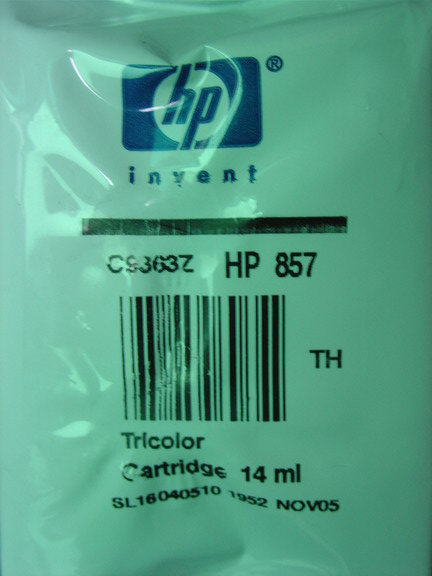 hp®
invent
C9363Z HP 857
TH
Tricolor
Cartridge 14 ml
SL16040510 1952 NOV05